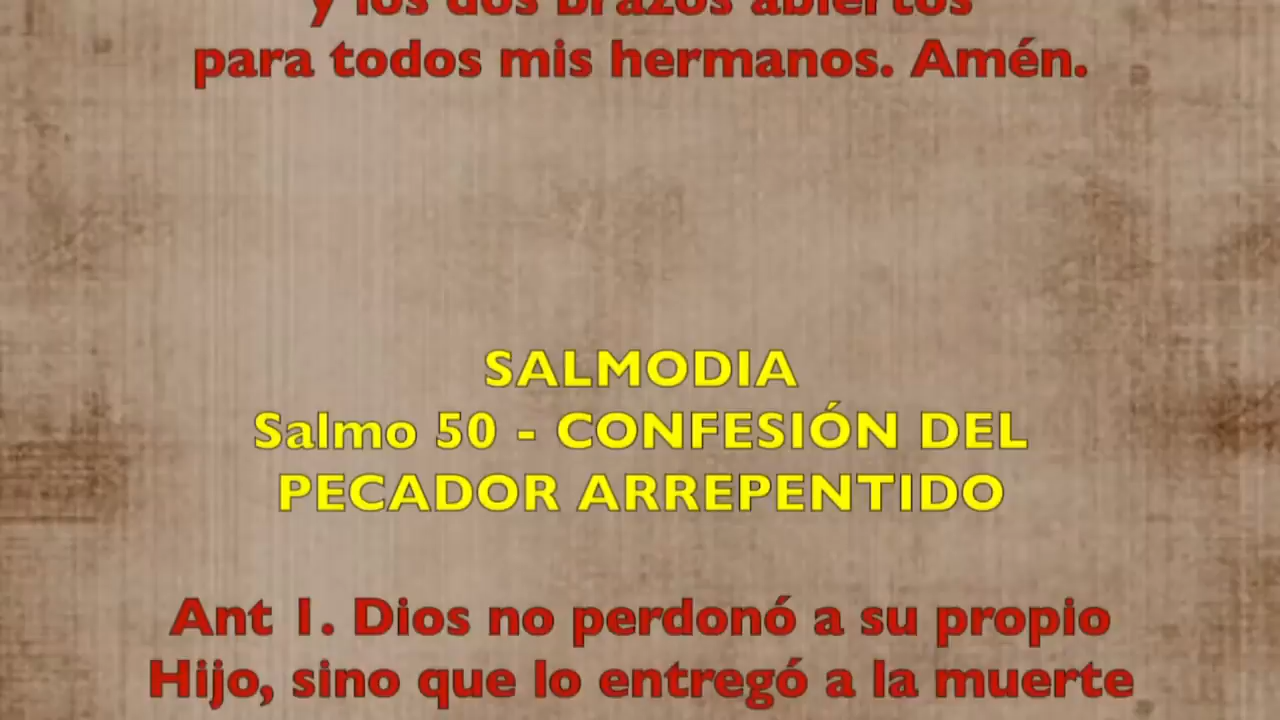 y los dos brazos abiertos
para todos mis hermanos. Amén.
SALMODIA
Salmo 50 - CONFESIÓN DEL
PECADOR ARREPENTIDO
Ant 1. Dios no perdonó a su propio
Hijo, sino que lo entregó a la muerte